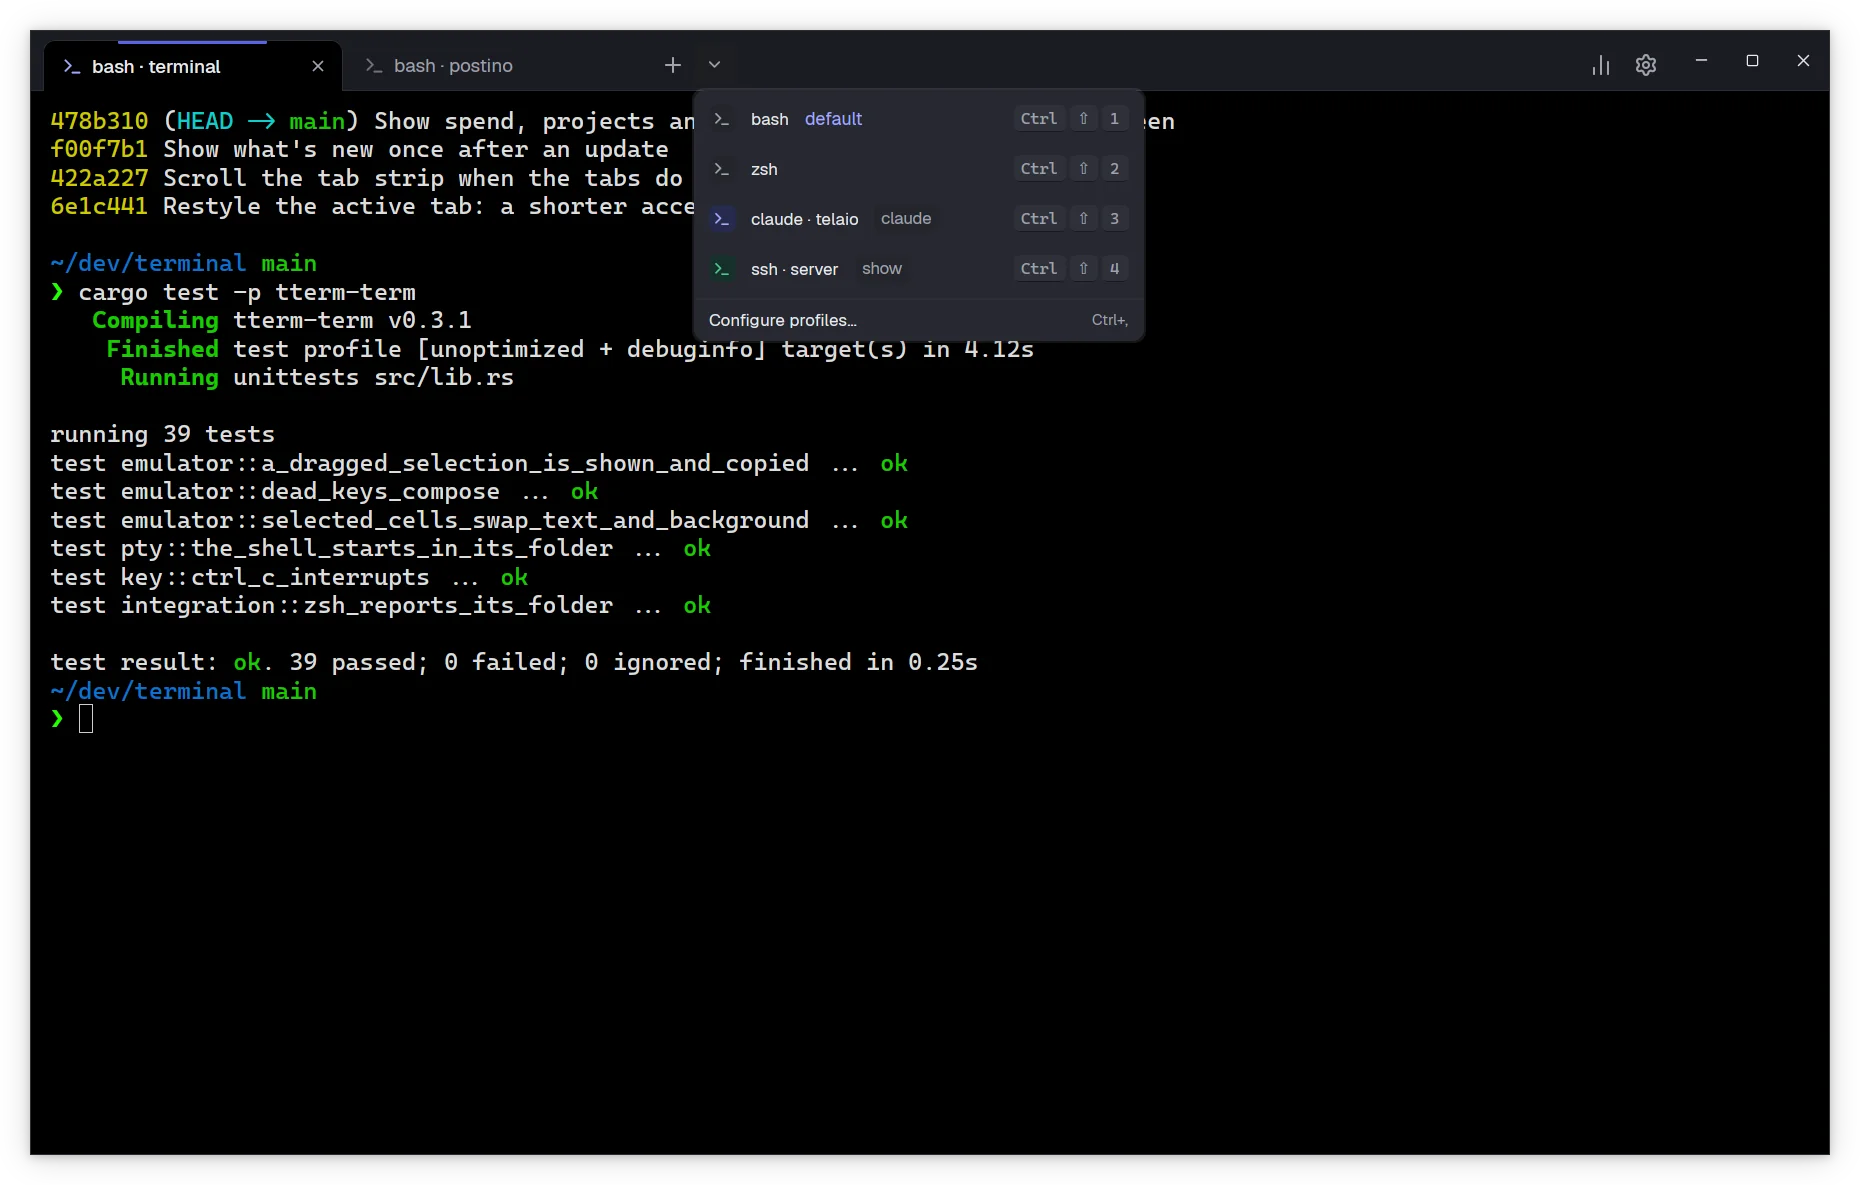 bash · terminal
bash · postino
478b310 (HEAD -> main) Show spend, projects an
een
f00f7b1 Show what's new once after an update
422a227 Scroll the tab strip when the tabs do
6e1c441 Restyle the active tab: a shorter acce
bash default Ctrl ⇧ 1
zsh Ctrl ⇧ 2
claude · telaio claude Ctrl ⇧ 3
ssh · server show Ctrl ⇧ 4
Configure profiles... Ctrl+,
~/dev/terminal main
❯ cargo test -p tterm-term
Compiling tterm-term v0.3.1
Finished test profile [unoptimized + debuginfo] target(s) in 4.12s
Running unittests src/lib.rs
running 39 tests
test emulator::a_dragged_selection_is_shown_and_copied ... ok
test emulator::dead_keys_compose ... ok
test emulator::selected_cells_swap_text_and_background ... ok
test pty::the_shell_starts_in_its_folder ... ok
test key::ctrl_c_interrupts ... ok
test integration::zsh_reports_its_folder ... ok
test result: ok. 39 passed; 0 failed; 0 ignored; finished in 0.25s
~/dev/terminal main
❯